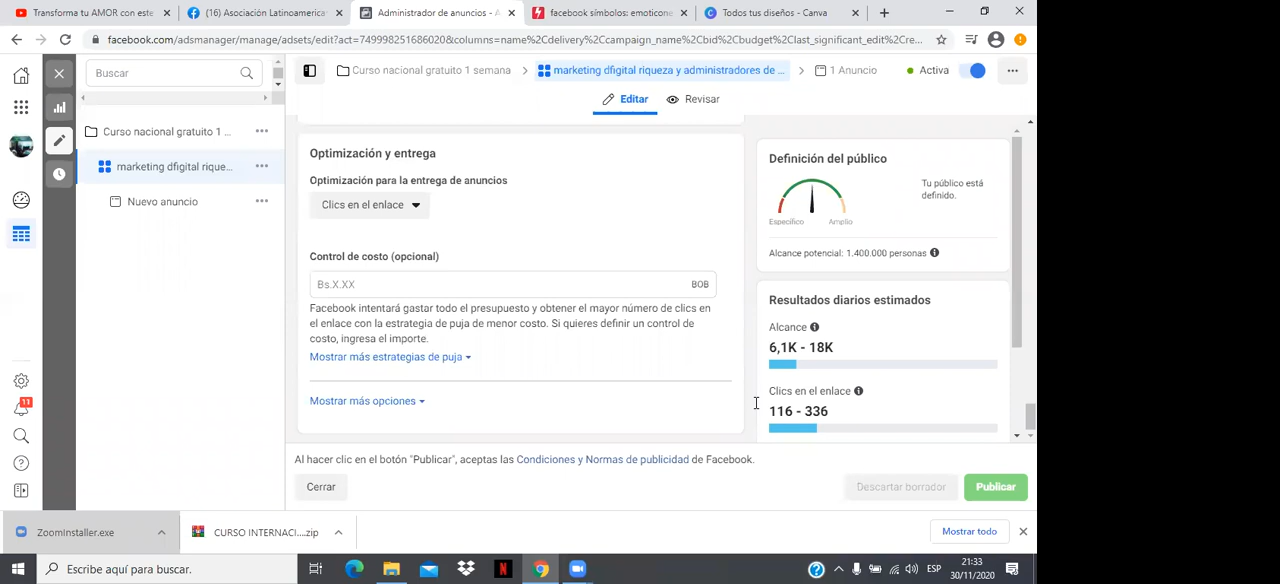 Transforma tu AMOR con este
(16) Asociación Latinoamerica
Administrador de anuncios - A
facebook símbolos: emoticone
Todos tus diseños - Canva
facebook.com/adsmanager/manage/adsets/edit?act=749998251686020&columns=name%2Cdelivery%2Ccampaign_name%2Cbid%2Cbudget%2Clast_significant_edit%2Cre...
Buscar
Curso nacional gratuito 1 semana
marketing dfigital riqueza y administradores de ...
1 Anuncio
Activa
Editar
Revisar
Curso nacional gratuito 1 ...
marketing dfigital rique...
Nuevo anuncio
Optimización y entrega
Optimización para la entrega de anuncios
Clics en el enlace
Control de costo (opcional)
Bs.X.XX
BOB
Facebook intentará gastar todo el presupuesto y obtener el mayor número de clics en
el enlace con la estrategia de puja de menor costo. Si quieres definir un control de
costo, ingresa el importe.
Mostrar más estrategias de puja
Mostrar más opciones
Definición del público
Tu público está
definido.
Específico
Amplio
Alcance potencial: 1.400.000 personas
Resultados diarios estimados
Alcance
6,1K - 18K
Clics en el enlace
116 - 336
Al hacer clic en el botón "Publicar", aceptas las Condiciones y Normas de publicidad de Facebook.
Cerrar
Descartar borrador
Publicar
11
ZoomInstaller.exe
CURSO INTERNACI....zip
Mostrar todo
Escribe aquí para buscar.
ESP
21:33
30/11/2020